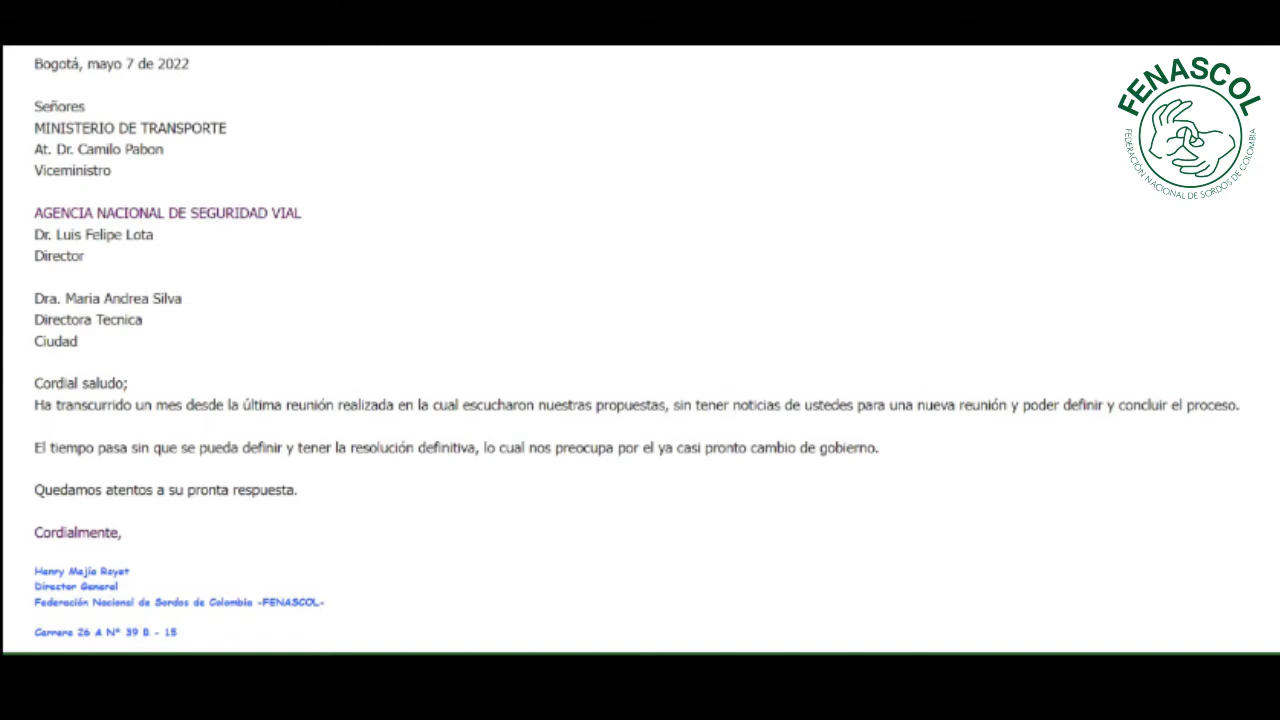 Bogotá, mayo 7 de 2022
Señores
MINISTERIO DE TRANSPORTE
At. Dr. Camilo Pabon
Viceministro
AGENCIA NACIONAL DE SEGURIDAD VIAL
Dr. Luis Felipe Lota
Director
Dra. Maria Andrea Silva
Directora Tecnica
Ciudad
Cordial saludo;
Ha transcurrido un mes desde la última reunión realizada en la cual escucharon nuestras propuestas, sin tener noticias de ustedes para una nueva reunión y poder definir y concluir el proceso.
El tiempo pasa sin que se pueda definir y tener la resolución definitiva, lo cual nos preocupa por el ya casi pronto cambio de gobierno.
Quedamos atentos a su pronta respuesta.
Cordialmente,
Henry Mejía Royet
Director General
Federación Nacional de Sordos de Colombia -FENASCOL-
Carrera 26 A Nº 39 B - 15
FENASCOL
FEDERACIÓN NACIONAL DE SORDOS DE COLOMBIA